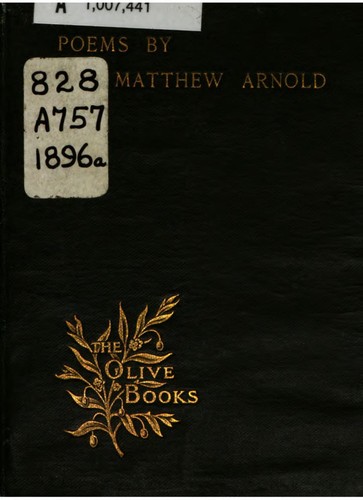 A 1,007,441
POEMS BY
MATTHEW ARNOLD
828
A757
1896a
THE
OLIVE
BOOKS